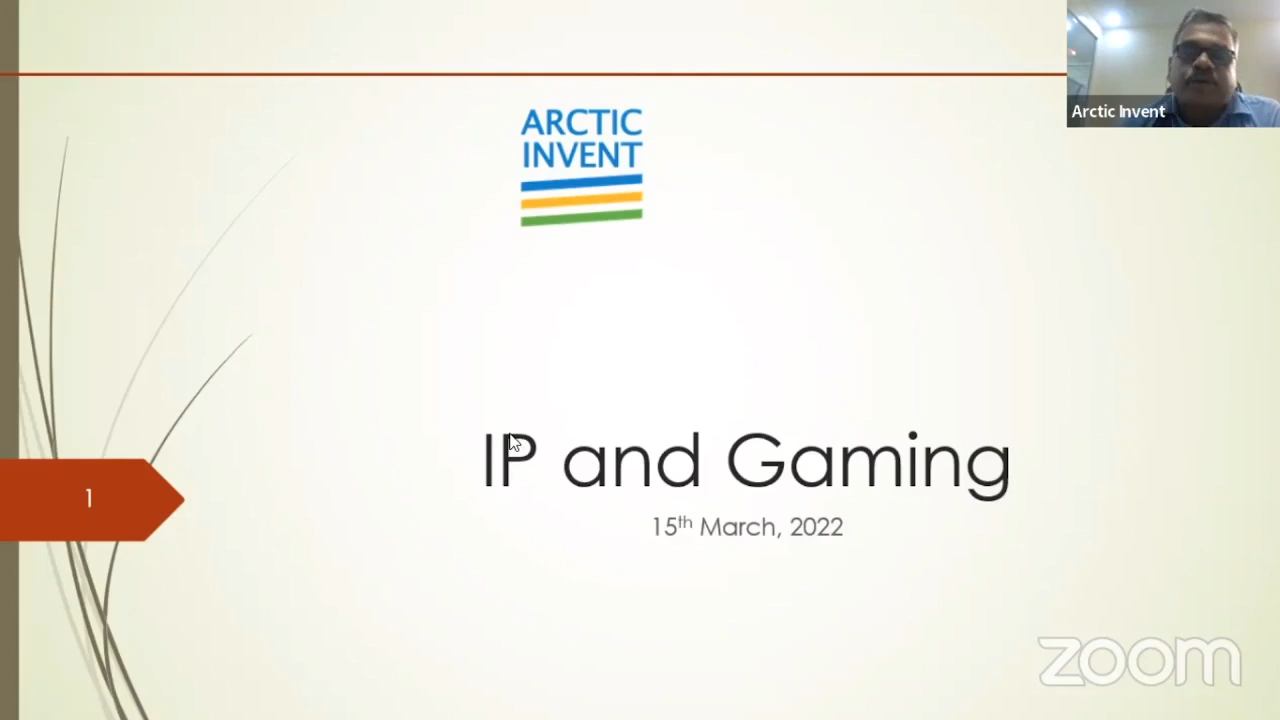 Arctic Invent
ARCTIC
INVENT
IP and Gaming
15th March, 2022
1
zoom